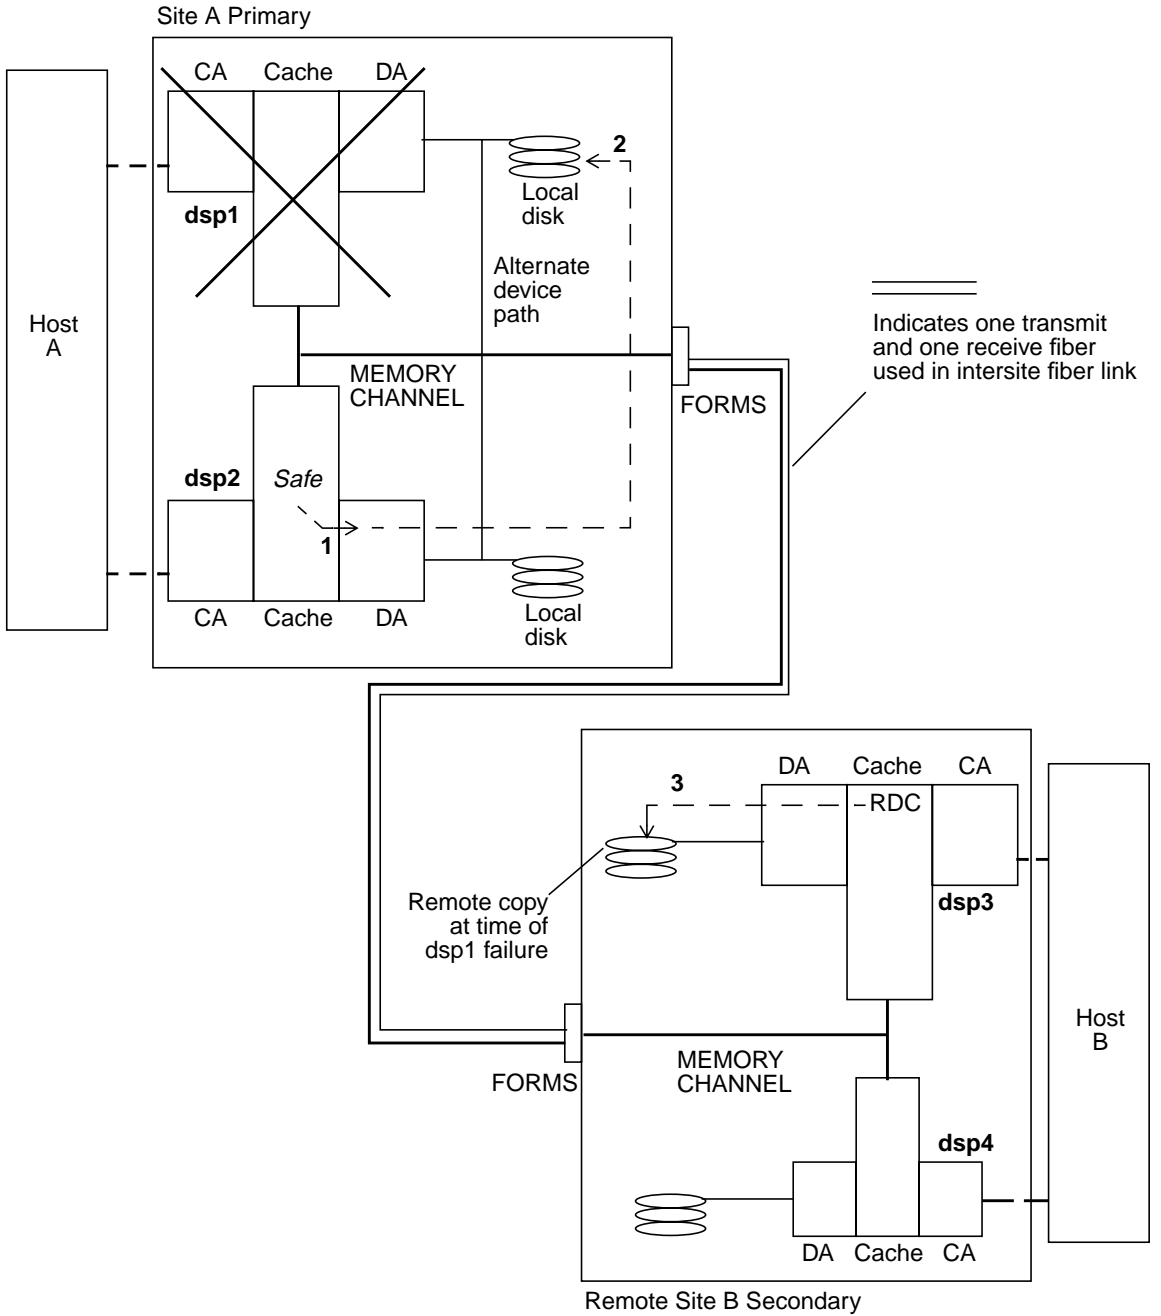 Site A Primary
CA Cache DA
2
Local
disk
dsp1
Alternate
device
path
Host
A
MEMORY
CHANNEL
FORMS
Indicates one transmit
and one receive fiber
used in intersite fiber link
dsp2
Safe
1
CA Cache DA
Local
disk
DA Cache CA
3
RDC
Remote copy
at time of
dsp1 failure
dsp3
Host
B
MEMORY
CHANNEL
FORMS
dsp4
DA Cache CA
Remote Site B Secondary